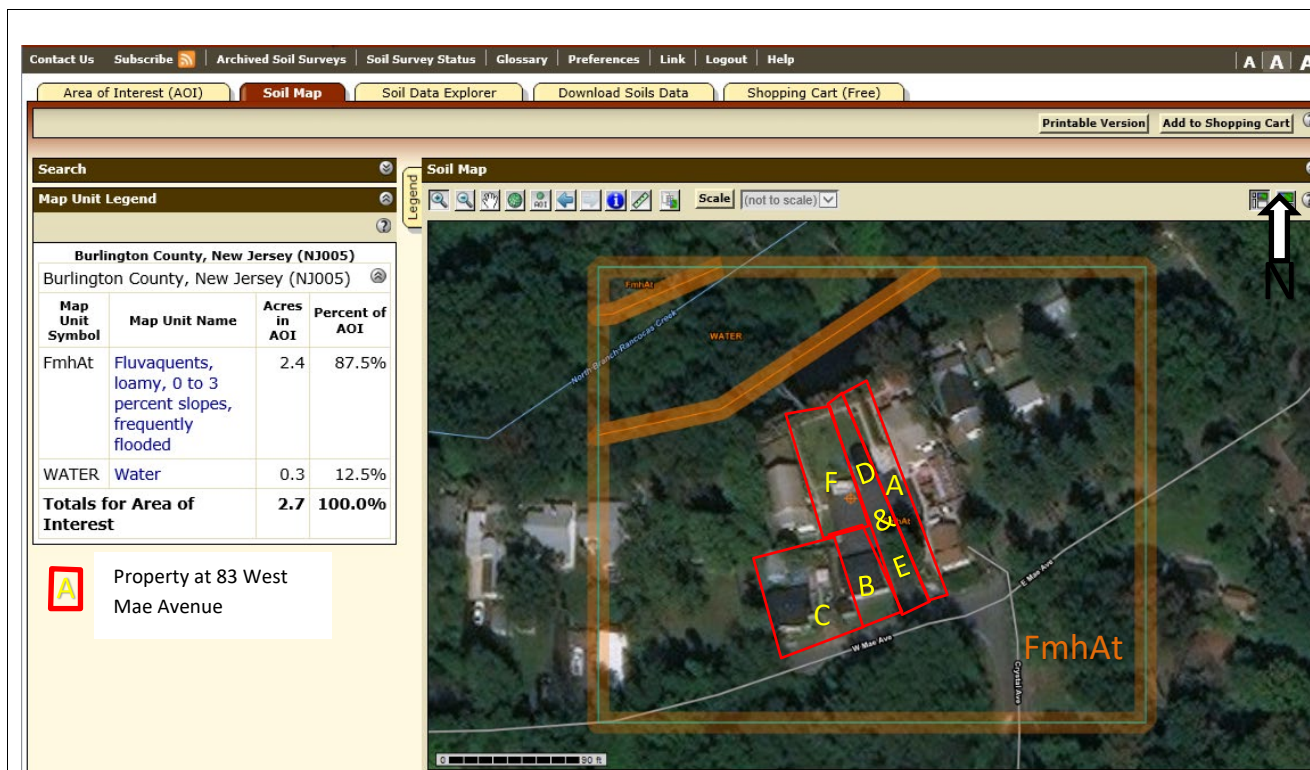 Contact Us Subscribe Archived Soil Surveys Soil Survey Status Glossary Preferences Link Logout Help
A A A
Area of Interest (AOI) Soil Map Soil Data Explorer Download Soils Data Shopping Cart (Free)
Printable Version Add to Shopping Cart
Search
Map Unit Legend
Burlington County, New Jersey (NJ005)
Burlington County, New Jersey (NJ005)
Map Unit Symbol Map Unit Name Acres in AOI Percent of AOI
FmhAt Fluvaquents, 2.4 87.5%
loamy, 0 to 3
percent slopes,
frequently
flooded
WATER Water 0.3 12.5%
Totals for Area of 2.7 100.0%
Interest
A
Property at 83 West
Mae Avenue
Legend
Soil Map
AOI
Scale (not to scale)
N
FmhAt
WATER
North Branch Rancocas Creek
F
D
A
&
E
B
C
E Mae Ave
W Mae Ave
FmhAt
Crystal Ave
0 90 ft